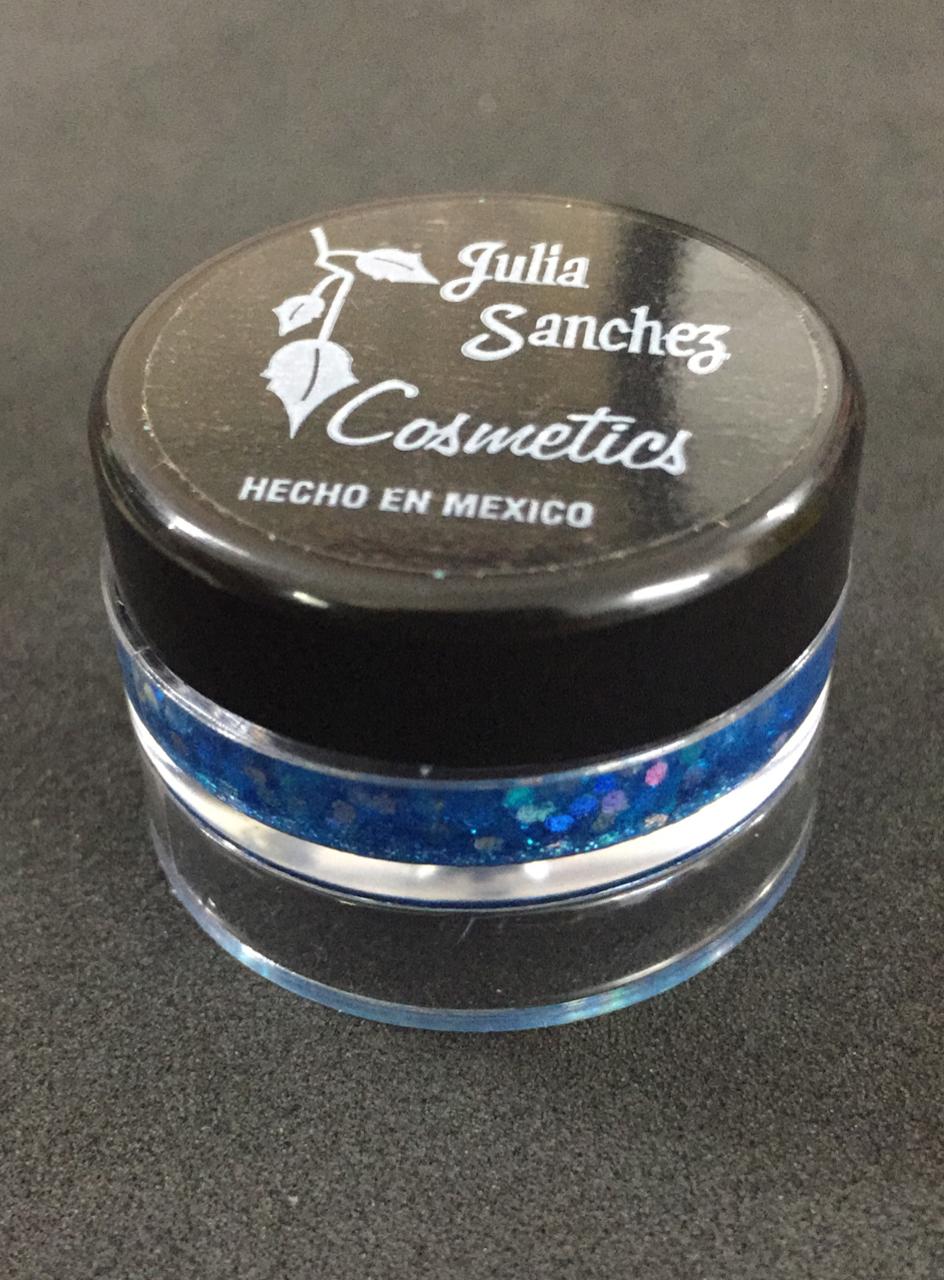 Julia
Sanchez
Cosmetics
HECHO EN MEXICO